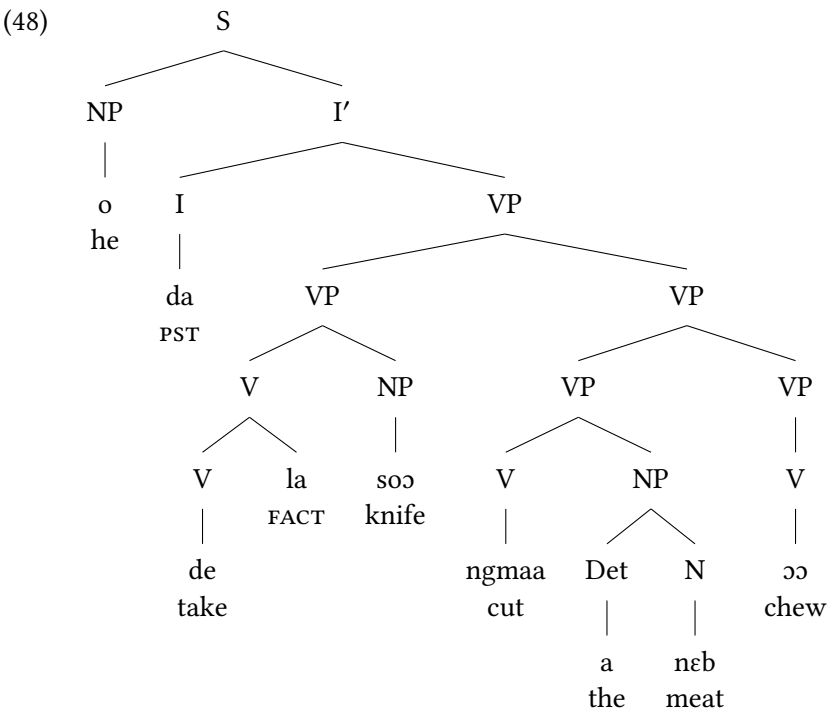 (48) S
NP I′
o I VP
he
da VP VP
PST
V NP VP VP
V la soɔ V NP V
FACT knife
de ngmaa Det N ɔɔ
take cut chew
a nɛb
the meat